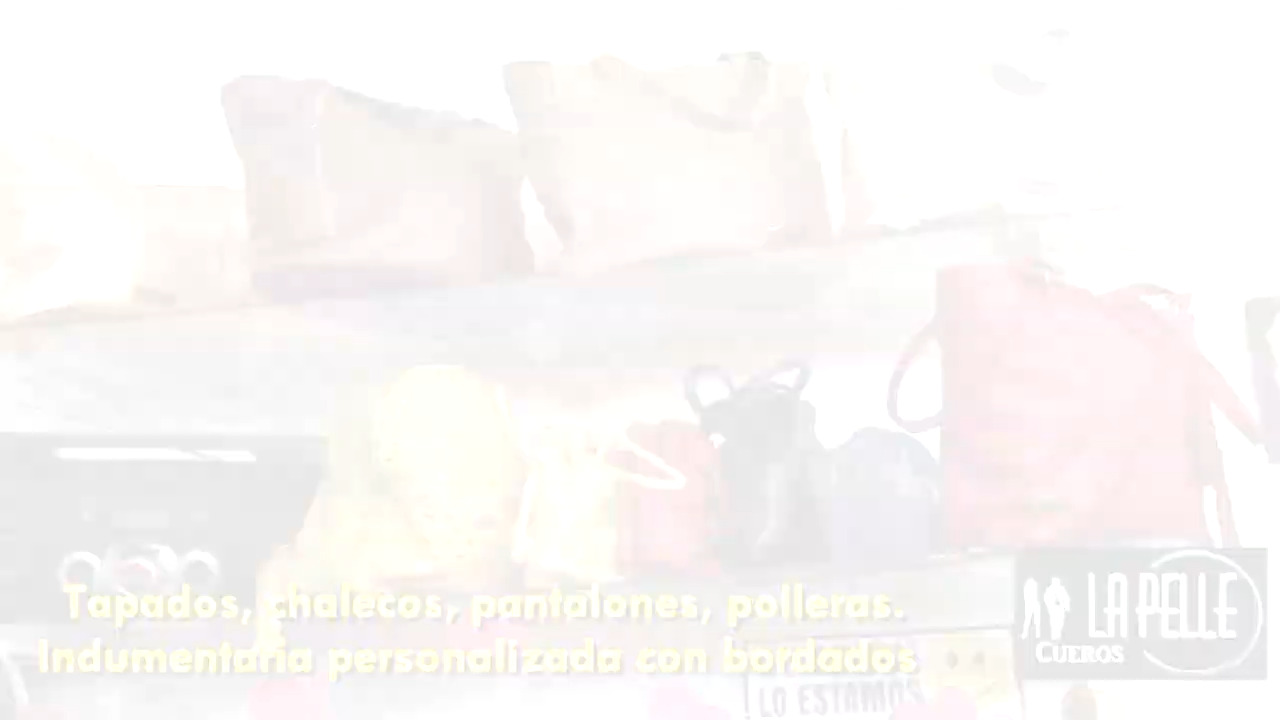 Tapados, chalecos, pantalones, polleras.
Indumentaria personalizada con bordados
LA PELLE
CUEROS
¡LO ESTAMOS